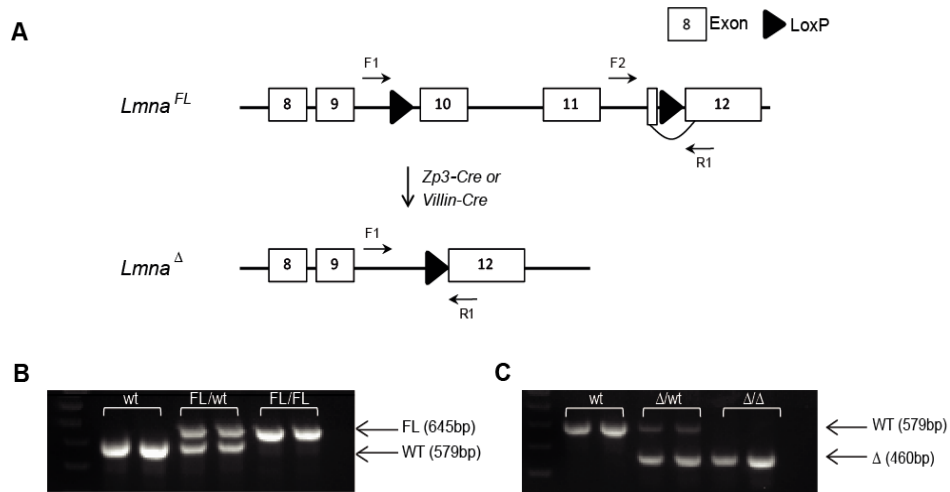 A
8 Exon LoxP
F1 F2
Lmna FL 8 9 10 11 12
R1
Zp3-Cre or
Villin-Cre
F1
Lmna Δ 8 9 12
R1
B
wt FL/wt FL/FL
FL (645bp)
WT (579bp)
C
wt Δ/wt Δ/Δ
WT (579bp)
Δ (460bp)